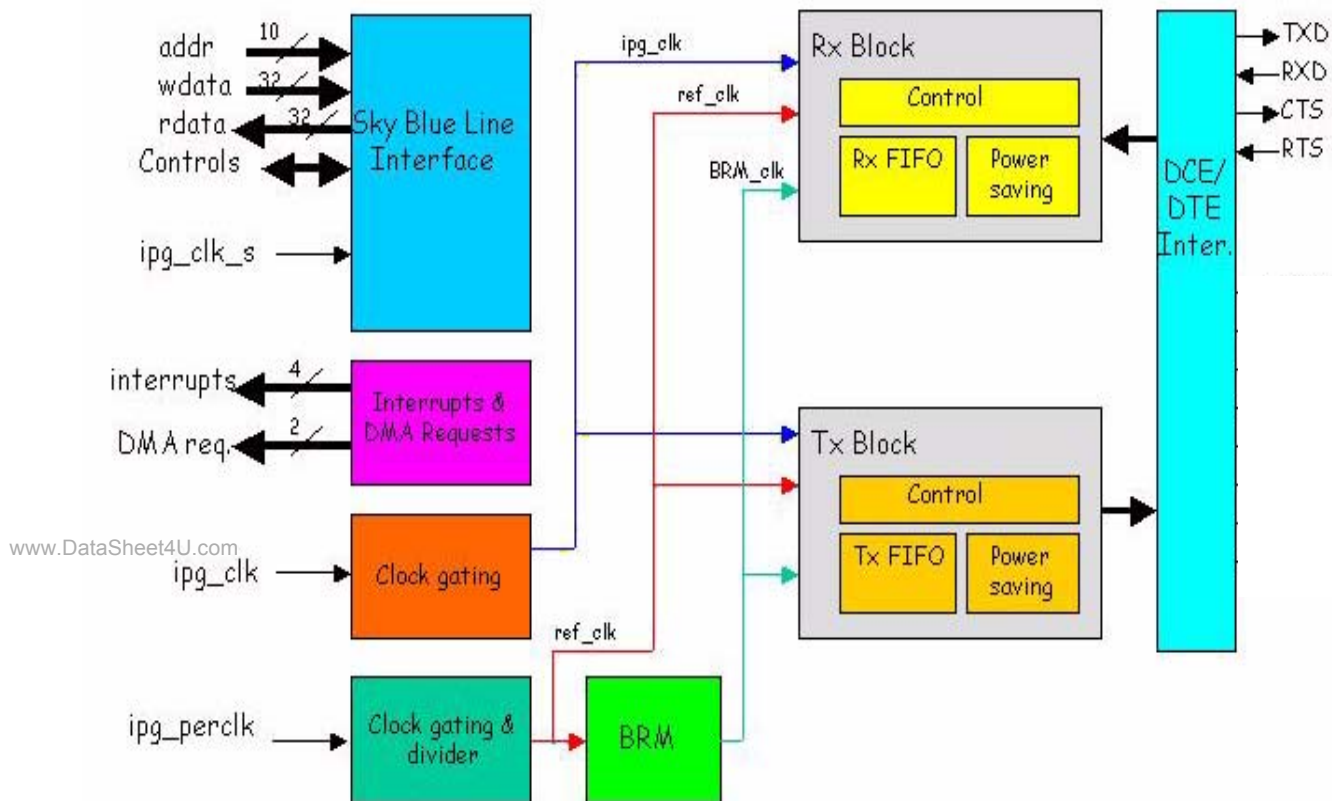 addr
10
wdata
32
rdata
32
Controls
ipg_clk_s
Sky Blue Line
Interface
interrupts
4
DMA req.
2
Interrupts &
DMA Requests
www.DataSheet4U.com
ipg_clk
Clock gating
ipg_perclk
Clock gating &
divider
ref_clk
BRM
ipg_clk
ref_clk
BRM_clk
Rx Block
Control
Rx FIFO
Power
saving
Tx Block
Control
Tx FIFO
Power
saving
DCE/
DTE
Inter.
TXD
RXD
CTS
RTS